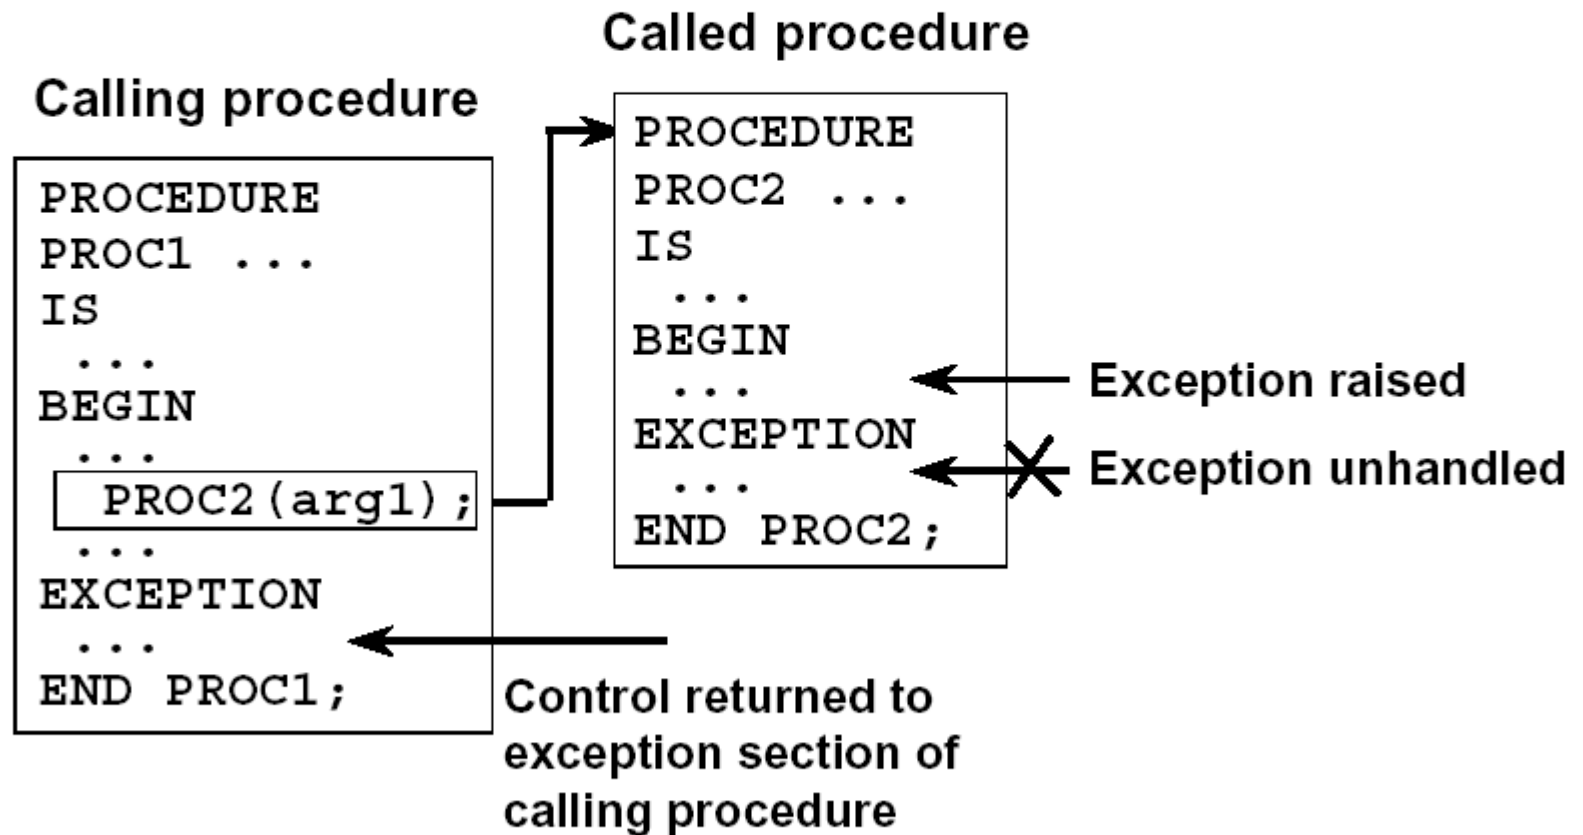 Called procedure
Calling procedure
PROCEDURE
PROC1 ...
IS
...
BEGIN
...
PROC2(arg1);
...
EXCEPTION
...
END PROC1;
PROCEDURE
PROC2 ...
IS
...
BEGIN
...
EXCEPTION
...
END PROC2;
Exception raised
Exception unhandled
Control returned to
exception section of
calling procedure